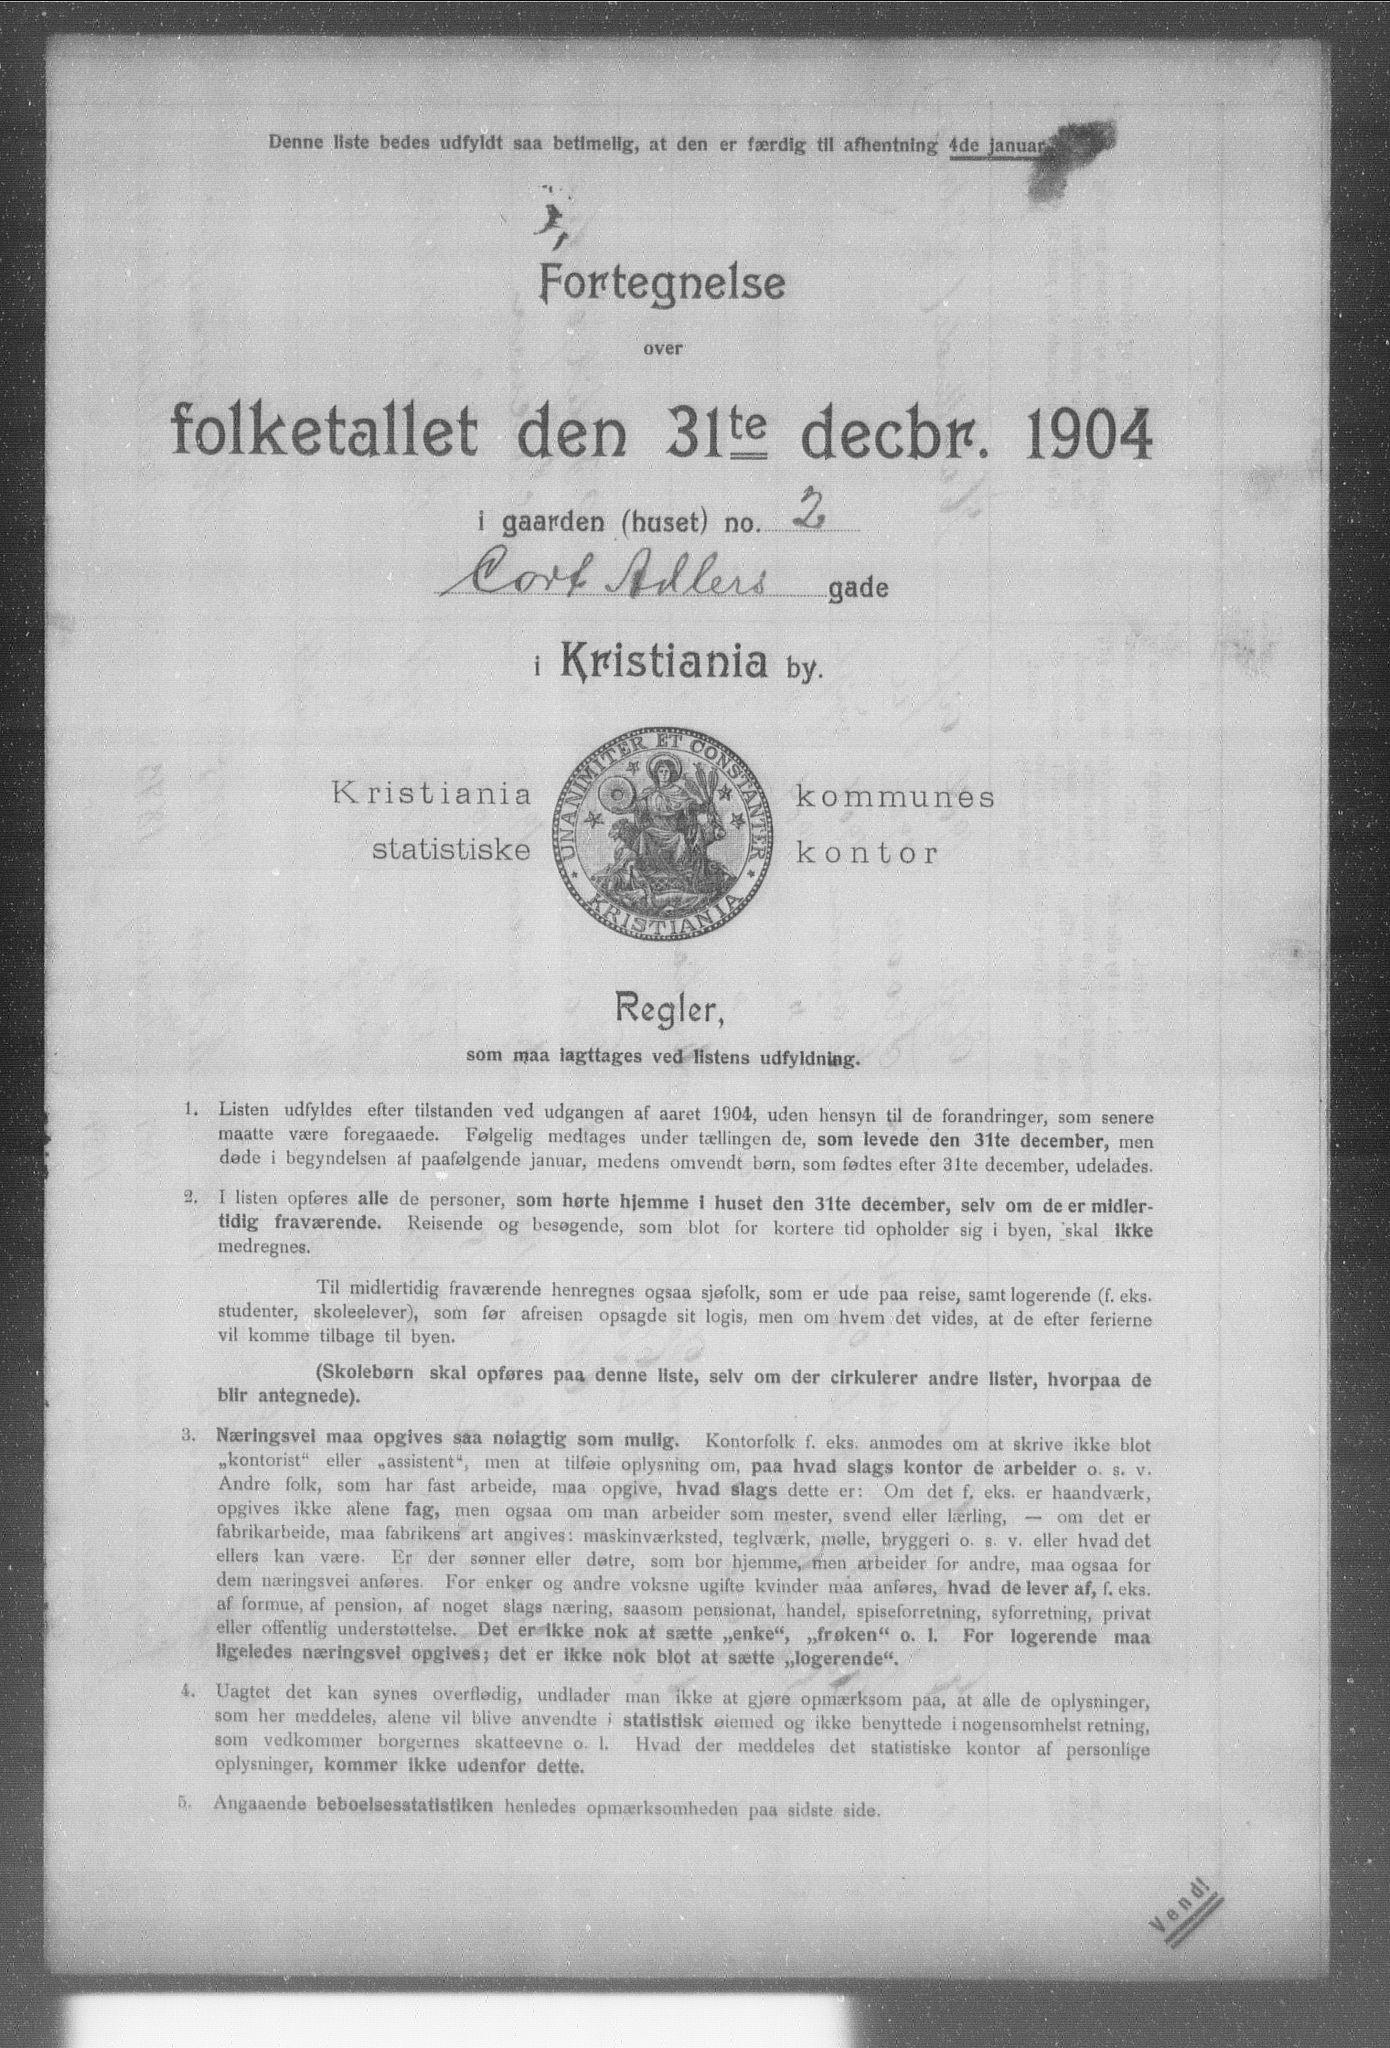 Denne liste bedes udfyldt saa betimelig, at den er færdig til afhentning 4de januar
Fortegnelse
over
folketallet den 31te decbr. 1904
i gaarden (huset) no. 2
Cort Adlers gade
i Kristiania by.
Kristiania kommunes
statistiske kontor
UNANIMITER ET CONSTANTER
KRISTIANIA
Regler,
som maa iagttages ved listens udfyldning.
1. Listen udfyldes efter tilstanden ved udgangen af aaret 1904, uden hensyn til de forandringer, som senere
maatte være foregaaede. Følgelig medtages under tællingen de, som levede den 31te december, men
døde i begyndelsen af paafølgende januar, medens omvendt børn, som fødtes efter 31te december, udelades.
2. I listen opføres alle de personer, som hørte hjemme i huset den 31te december, selv om de er midler-
tidig fraværende. Reisende og besøgende, som blot for kortere tid opholder sig i byen, skal ikke
medregnes.
Til midlertidig fraværende henregnes ogsaa sjøfolk, som er ude paa reise, samt logerende (f. eks.
studenter, skoleelever), som før afreisen opsagde sit logis, men om hvem det vides, at de efter ferierne
vil komme tilbage til byen.
(Skolebørn skal opføres paa denne liste, selv om der cirkulerer andre lister, hvorpaa de
blir antegnede).
3. Næringsvei maa opgives saa nøiagtig som mulig. Kontorfolk f. eks. anmodes om at skrive ikke blot
„kontorist“ eller „assistent“, men at tilføie oplysning om, paa hvad slags kontor de arbeider o. s. v.
Andre folk, som har fast arbeide, maa opgive, hvad slags dette er: Om det f. eks. er haandværk,
opgives ikke alene fag, men ogsaa om man arbeider som mester, svend eller lærling, — om det er
fabrikarbeide, maa fabrikens art angives: maskinværksted, teglværk, mølle, bryggeri o. s. v. eller hvad det
ellers kan være. Er der sønner eller døtre, som bor hjemme, men arbeider for andre, maa ogsaa for
dem næringsvei anføres. For enker og andre voksne ugifte kvinder maa anføres, hvad de lever af, f. eks.
af formue, af pension, af noget slags næring, saasom pensionat, handel, spiseforretning, syforretning, privat
eller offentlig understøttelse. Det er ikke nok at sætte „enke“, „frøken“ o. l. For logerende maa
ligeledes næringsvei opgives; det er ikke nok blot at sætte „logerende“.
4. Uagtet det kan synes overflødig, undlader man ikke at gjøre opmærksom paa, at alle de oplysninger,
som her meddeles, alene vil blive anvendte i statistisk øiemed og ikke benyttede i nogensomhelst retning,
som vedkommer borgernes skatteevne o. l. Hvad der meddeles det statistiske kontor af personlige
oplysninger, kommer ikke udenfor dette.
5. Angaaende beboelsesstatistiken henledes opmærksomheden paa sidste side.
Vend!